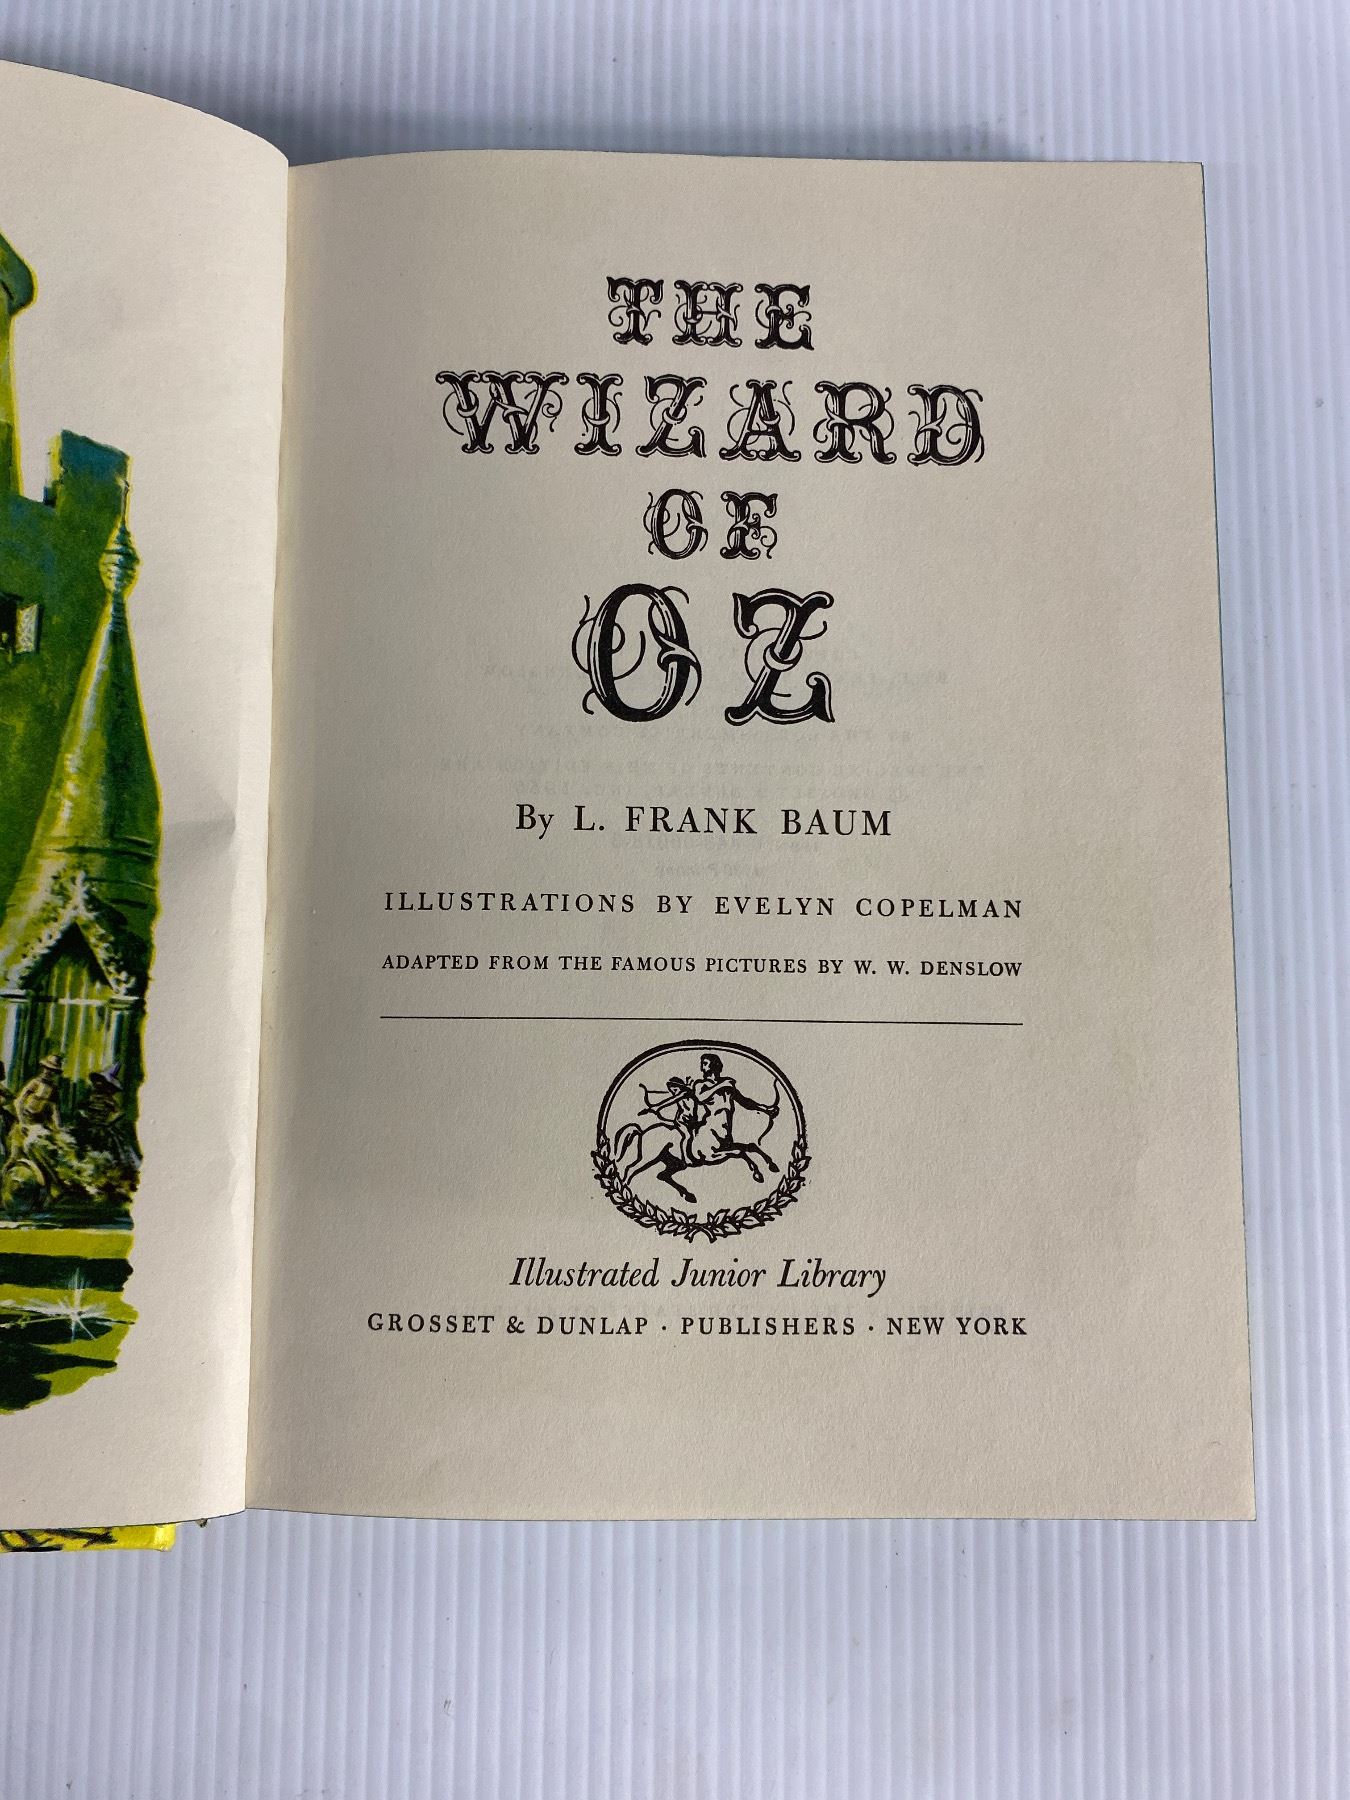 THE
WIZARD
OF
OZ
By L. FRANK BAUM
ILLUSTRATIONS BY EVELYN COPELMAN
ADAPTED FROM THE FAMOUS PICTURES BY W. W. DENSLOW
Illustrated Junior Library
GROSSET & DUNLAP · PUBLISHERS · NEW YORK